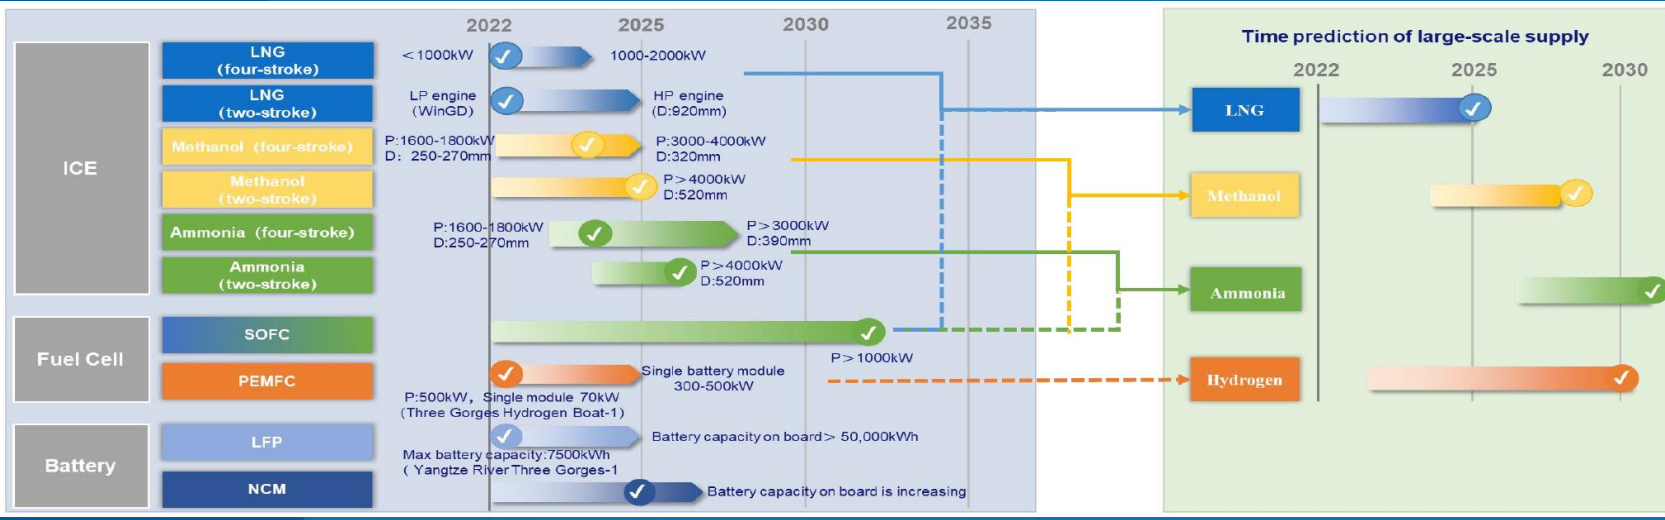 2022 2025 2030 2035
ICE
LNG
(four-stroke)
<1000kW
1000-2000kW
LNG
(two-stroke)
LP engine
(WinGD)
HP engine
(D:920mm)
Methanol (four-stroke)
P:1600-1800kW
D: 250-270mm
P:3000-4000kW
D:320mm
Methanol
(two-stroke)
P>4000kW
D:520mm
Ammonia (four-stroke)
P:1600-1800kW
D:250-270mm
P>3000kW
D:390mm
Ammonia
(two-stroke)
P>4000kW
D:520mm
Fuel Cell
SOFC
P>1000kW
PEMFC
Single battery module
300-500kW
P:500kW, Single module 70kW
(Three Gorges Hydrogen Boat-1)
Battery
LFP
Battery capacity on board> 50,000kWh
Max battery capacity:7500kWh
( Yangtze River Three Gorges-1
NCM
Battery capacity on board is increasing
Time prediction of large-scale supply
2022 2025 2030
LNG
Methanol
Ammonia
Hydrogen